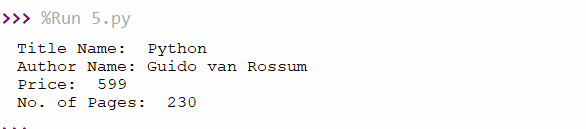 >>> %Run 5.py
Title Name:  Python
Author Name: Guido van Rossum
Price:  599
No. of Pages:  230
>>>